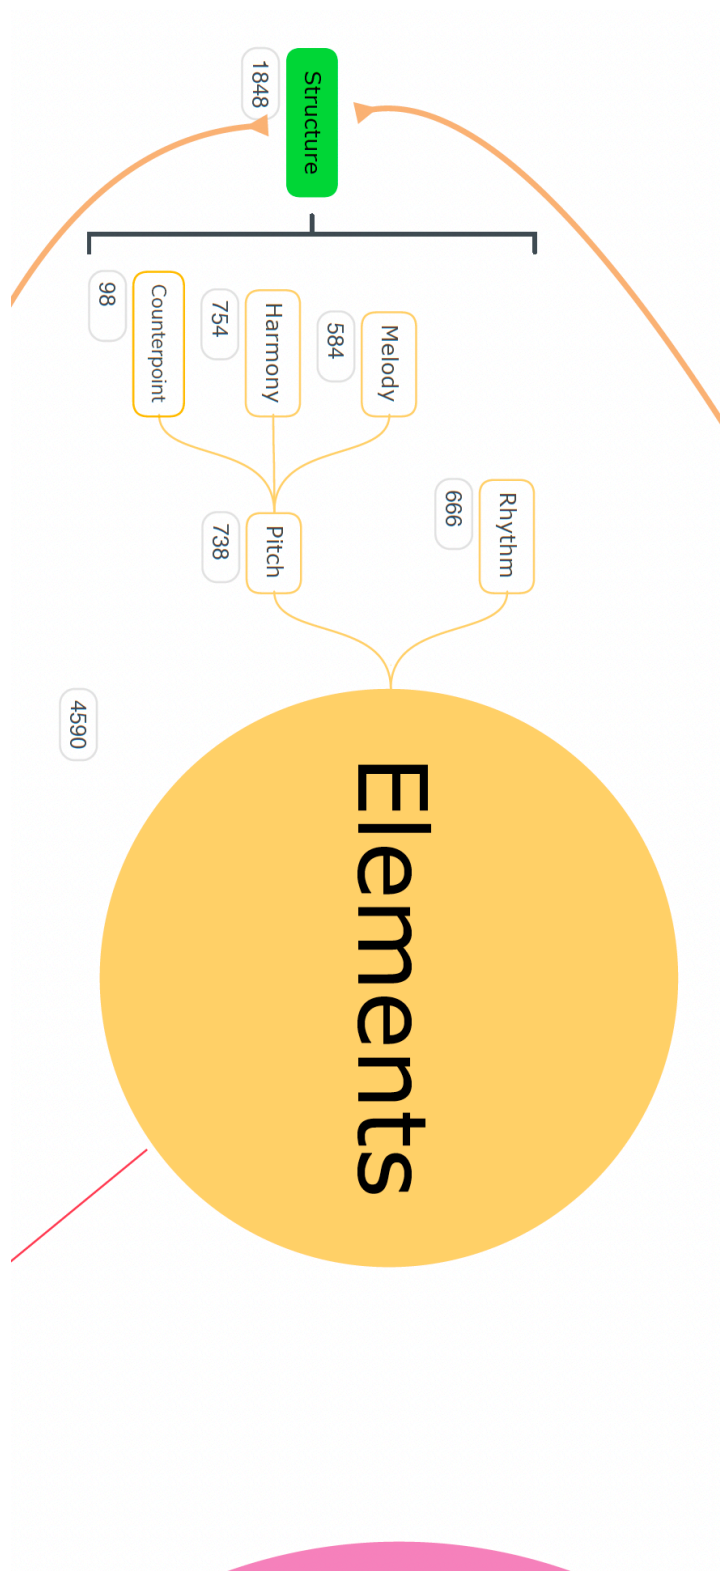 Structure
1848
Melody
584
Harmony
754
Counterpoint
98
Rhythm
666
Pitch
738
Elements
4590